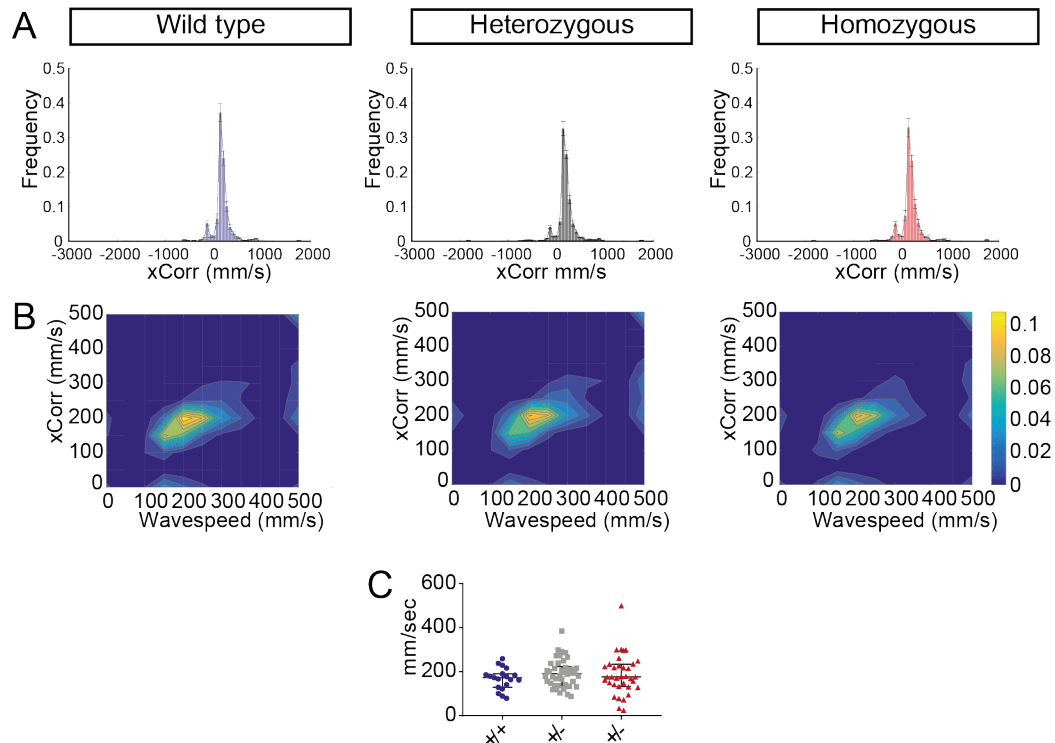 A
Wild type
Heterozygous
Homozygous
Frequency
0.5
0.4
0.3
0.2
0.1
0
-3000 -2000 -1000 0 1000 2000
xCorr (mm/s)
Frequency
0.5
0.4
0.3
0.2
0.1
0
-3000 -2000 -1000 0 1000 2000
xCorr mm/s)
Frequency
0.5
0.4
0.3
0.2
0.1
0
-3000 -2000 -1000 0 1000 2000
xCorr (mm/s)
B
xCorr (mm/s)
500
400
300
200
100
0
0 100 200 300 400 500
Wavespeed (mm/s)
xCorr (mm/s)
500
400
300
200
100
0
0 100 200 300 400 500
Wavespeed (mm/s)
xCorr (mm/s)
500
400
300
200
100
0
0 100 200 300 400 500
Wavespeed (mm/s)
0.1
0.08
0.06
0.04
0.02
0
C
mm/sec
600
400
200
0
+/+
+/-
+/-